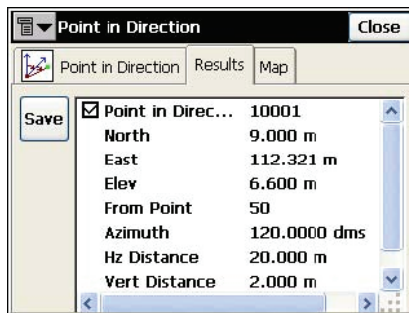 Point in Direction Close
Point in Direction Results Map
Save
Point in Direc... 10001
North 9.000 m
East 112.321 m
Elev 6.600 m
From Point 50
Azimuth 120.0000 dms
Hz Distance 20.000 m
Vert Distance 2.000 m